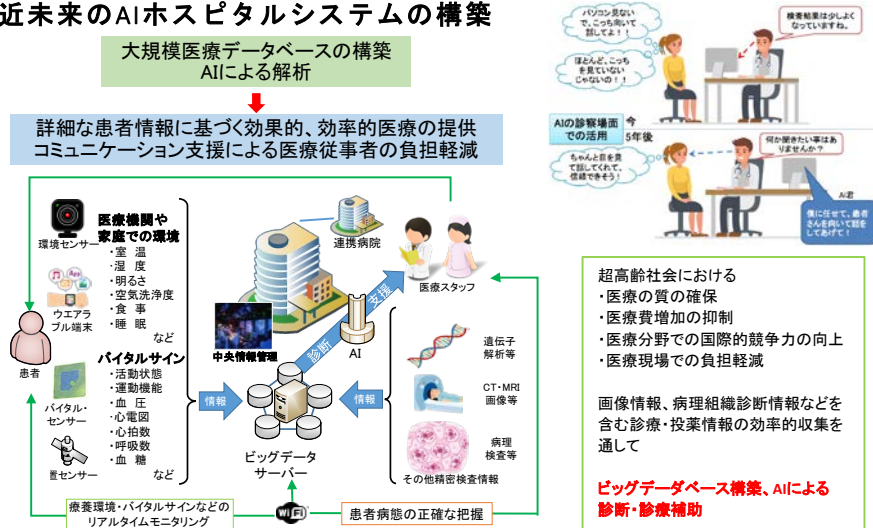 近未来のAIホスピタルシステムの構築
大規模医療データベースの構築
AIによる解析
詳細な患者情報に基づく効果的、効率的医療の提供
コミュニケーション支援による医療従事者の負担軽減
パソコン見ない
で、こっち向いて
話してよ！！
ほとんど、こっち
を見ていない
じゃないの！！
検査結果は少しよく
なっていますね。
AIの診察場面
での活用
今
5年後
何か聞きたい事はあ
りませんか？
ちゃんと目を見
て話してくれて、
信頼できそう！
AI君
僕に任せて、患者
さんを向いて話を
してあげて！
環境センサー
ウエアラ
ブル端末
患者
バイタル・
センサー
置センサー
医療機関や
家庭での環境
・室　温
・湿　度
・明るさ
・空気洗浄度
・食　事
・睡　眠
など
バイタルサイン
・活動状態
・運動機能
・血　圧
・心電図
・心拍数
・呼吸数
・血　糖
など
連携病院
医療スタッフ
中央情報管理
診断
支援
AI
情報
情報
ビッグデータ
サーバー
遺伝子
解析等
CT・MRI
画像等
病理
検査等
その他精密検査情報
療養環境・バイタルサインなどの
リアルタイムモニタリング
WiFi
患者病態の正確な把握
超高齢社会における
・医療の質の確保
・医療費増加の抑制
・医療分野での国際的競争力の向上
・医療現場での負担軽減
画像情報、病理組織診断情報などを
含む診療・投薬情報の効率的収集を
通して
ビッグデーダベース構築、AIによる
診断・診療補助